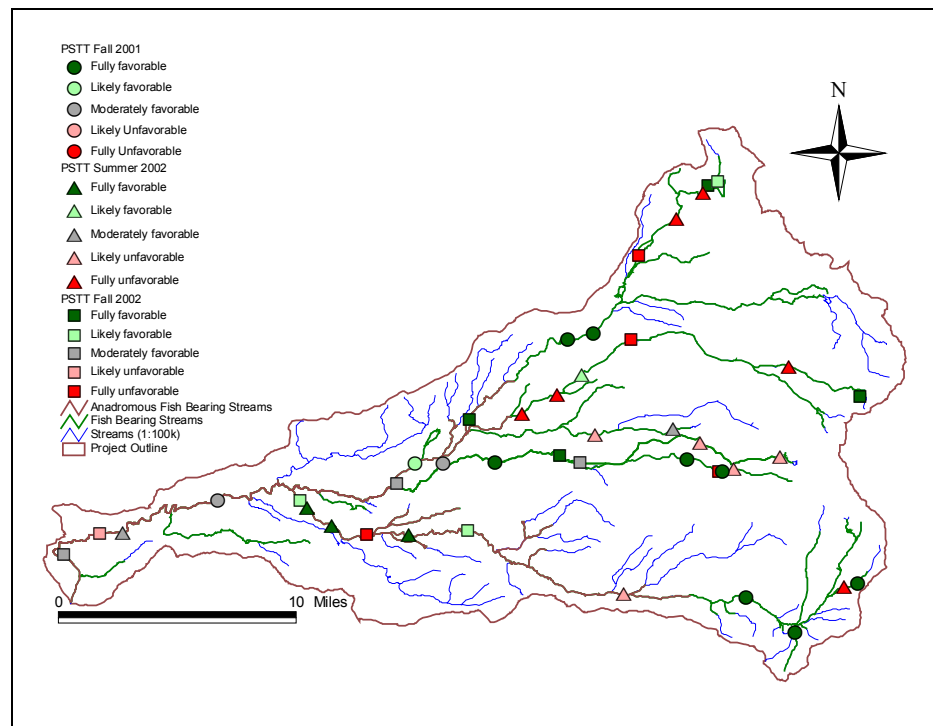 PSTT Fall 2001
Fully favorable
Likely favorable
Moderately favorable
Likely Unfavorable
Fully Unfavorable
PSTT Summer 2002
Fully favorable
Likely favorable
Moderately favorable
Likely unfavorable
Fully unfavorable
PSTT Fall 2002
Fully favorable
Likely favorable
Moderately favorable
Likely unfavorable
Fully unfavorable
Anadromous Fish Bearing Streams
Fish Bearing Streams
Streams (1:100k)
Project Outline
N
0 10 Miles